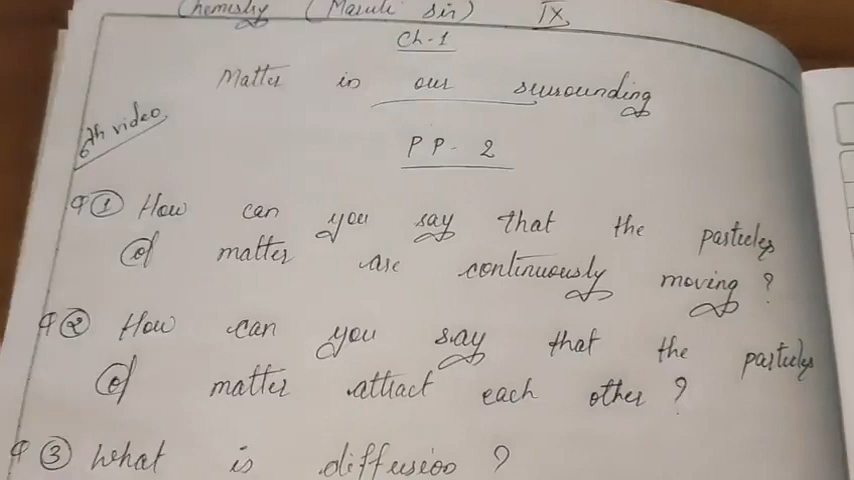 Chemistry (Maruti sir) IX
Ch-1
Matter in our surrounding
6th video
PP-2
Q① How can you say that the particles
of matter are continuously moving?
Q② How can you say that the particles
of matter attract each other?
Q③ What is diffusion?